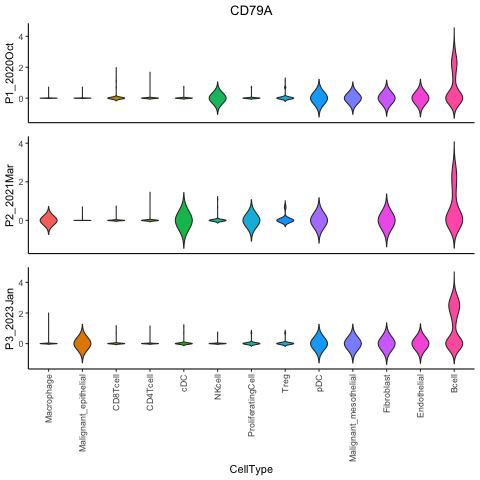 CD79A
P1_2020Oct
4
2
0
P2_2021Mar
4
2
0
P3_2023Jan
4
2
0
Macrophage
Malignant_epithelial
CD8Tcell
CD4Tcell
cDC
NKcell
ProliferatingCell
Treg
pDC
Malignant_mesothelial
Fibroblast
Endothelial
Bcell
CellType